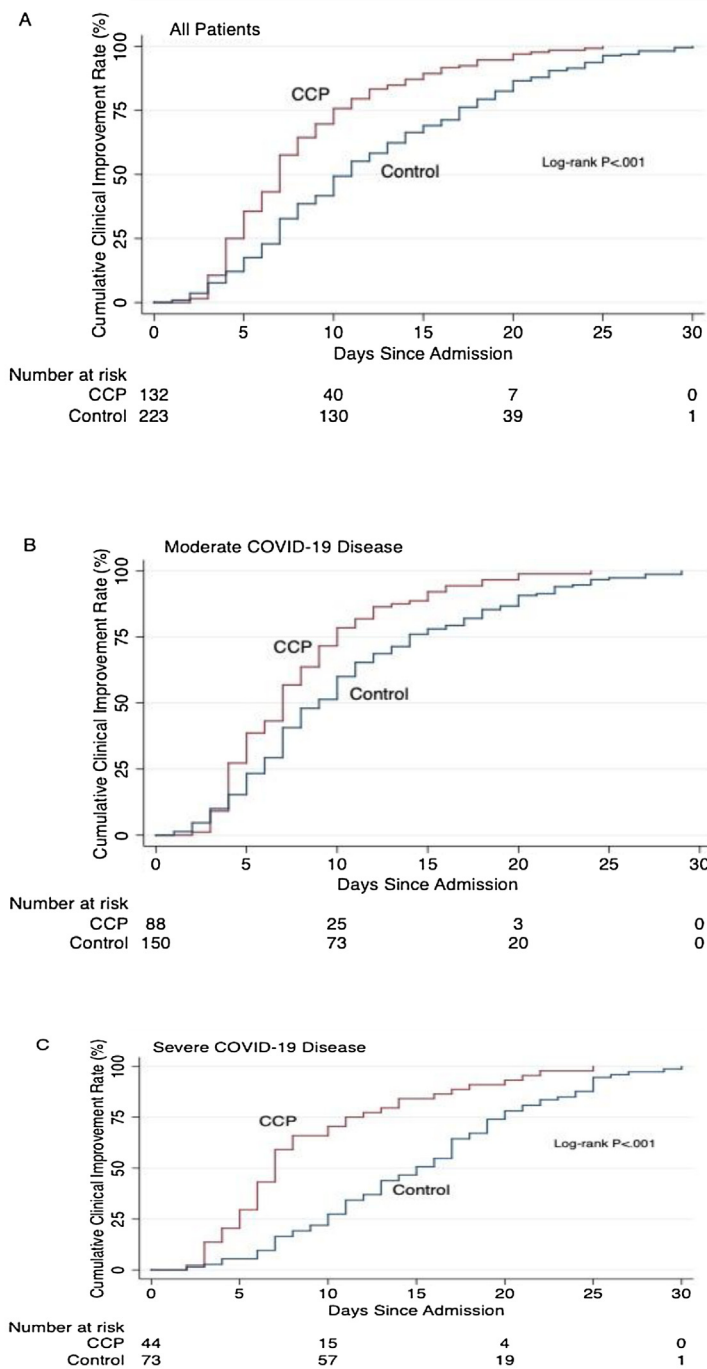 A
All Patients
Cumulative Clinical Improvement Rate (%)
100
75
50
25
0
CCP
Control
Log-rank P<.001
0 5 10 15 20 25 30
Days Since Admission
Number at risk
CCP 132 40 7 0
Control 223 130 39 1
B
Moderate COVID-19 Disease
Cumulative Clinical Improvement Rate (%)
100
75
50
25
0
CCP
Control
0 5 10 15 20 25 30
Days Since Admission
Number at risk
CCP 88 25 3 0
Control 150 73 20 0
C
Severe COVID-19 Disease
Cumulative Clinical Improvement Rate (%)
100
75
50
25
0
CCP
Log-rank P<.001
Control
0 5 10 15 20 25 30
Days Since Admission
Number at risk
CCP 44 15 4 0
Control 73 57 19 1